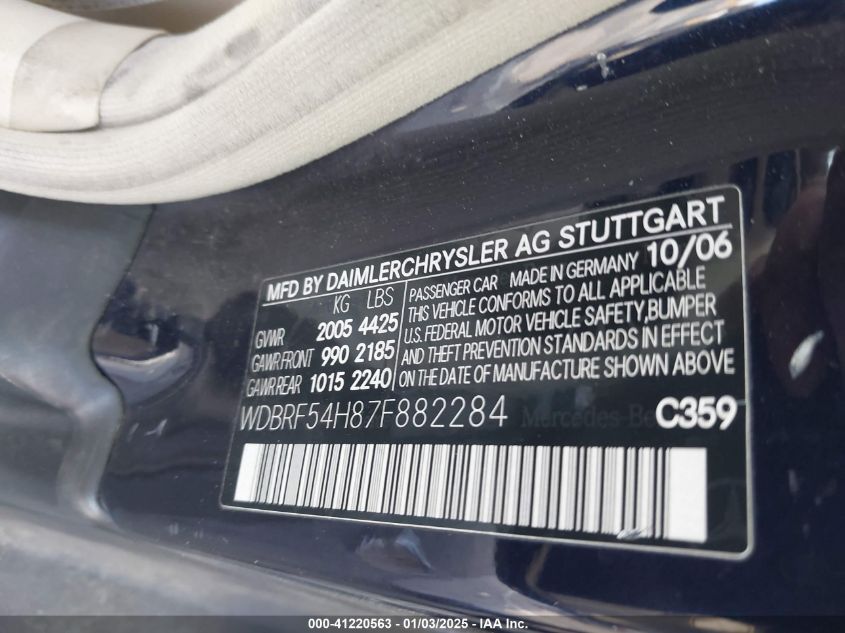 MFD BY DAIMLERCHRYSLER AG STUTTGART
KG LBS
GVWR 2005 4425
GAWR FRONT 990 2185
GAWR REAR 1015 2240
10/06
PASSENGER CAR MADE IN GERMANY
THIS VEHICLE CONFORMS TO ALL APPLICABLE
U.S. FEDERAL MOTOR VEHICLE SAFETY,BUMPER
AND THEFT PREVENTION STANDARDS IN EFFECT
ON THE DATE OF MANUFACTURE SHOWN ABOVE
WDBRF54H87F882284 Mercedes-Be C359
000-41220563 - 01/03/2025 - IAA Inc.